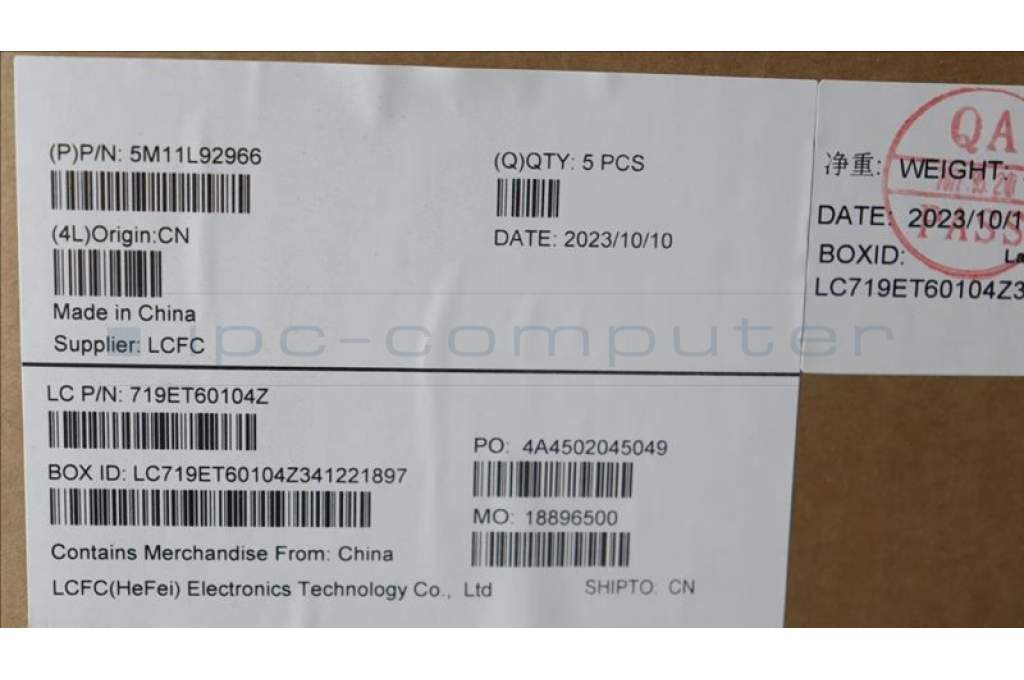 (P)P/N: 5M11L92966
(4L)Origin:CN
Made in China
Supplier: LCFC
(Q)QTY: 5 PCS
DATE: 2023/10/10
LC P/N: 719ET60104Z
BOX ID: LC719ET60104Z341221897
Contains Merchandise From: China
LCFC(HeFei) Electronics Technology Co., Ltd
PO: 4A4502045049
MO: 18896500
SHIPTO: CN
净重: WEIGHT:
DATE: 2023/10/1
BOXID:
LC719ET60104Z3
QA
PASS
ipc-computer